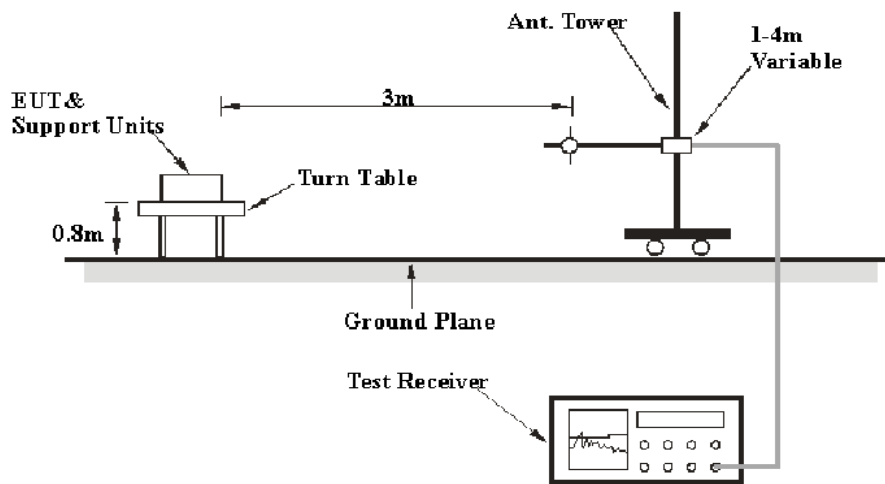 Ant. Tower
1-4m
Variable
3m
EUT &
Support Units
Turn Table
0.8m
Ground Plane
Test Receiver